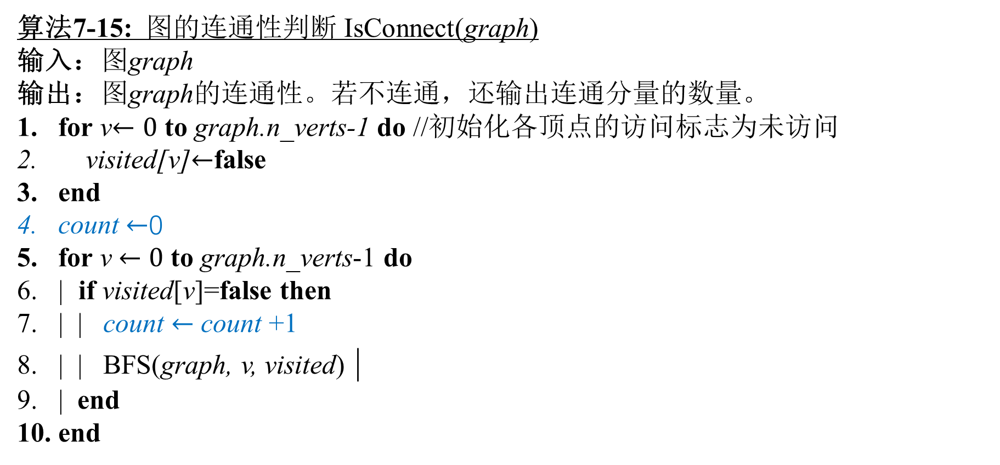 算法7-15: 图的连通性判断 IsConnect(graph)
输入：图graph
输出：图graph的连通性。若不连通，还输出连通分量的数量。
1. for v← 0 to graph.n_verts-1 do //初始化各顶点的访问标志为未访问
2. visited[v]←false
3. end
4. count ←0
5. for v ← 0 to graph.n_verts-1 do
6. | if visited[v]=false then
7. | | count ← count +1
8. | | BFS(graph, v, visited) |
9. | end
10. end